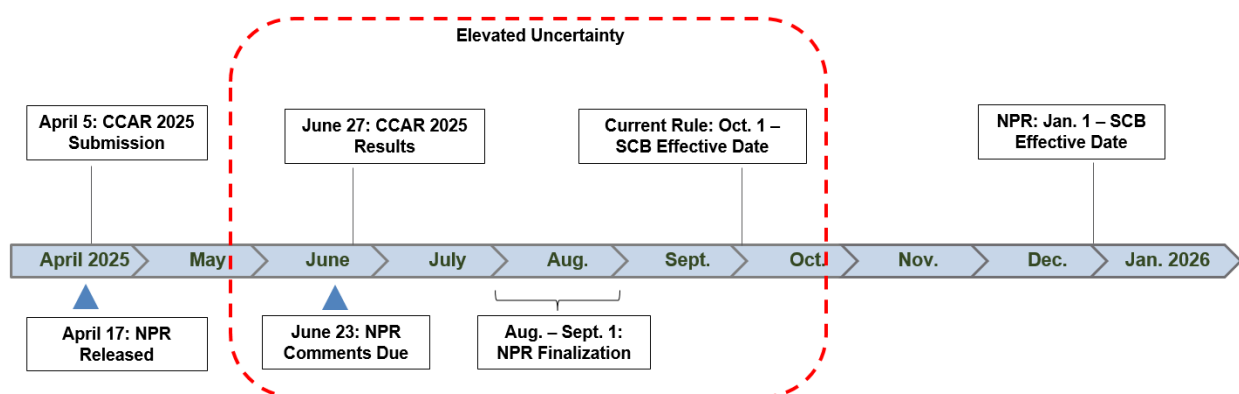 Elevated Uncertainty
April 5: CCAR 2025
Submission
June 27: CCAR 2025
Results
Current Rule: Oct. 1 –
SCB Effective Date
NPR: Jan. 1 – SCB
Effective Date
April 2025
May
June
July
Aug.
Sept.
Oct.
Nov.
Dec.
Jan. 2026
April 17: NPR
Released
June 23: NPR
Comments Due
Aug. – Sept. 1:
NPR Finalization